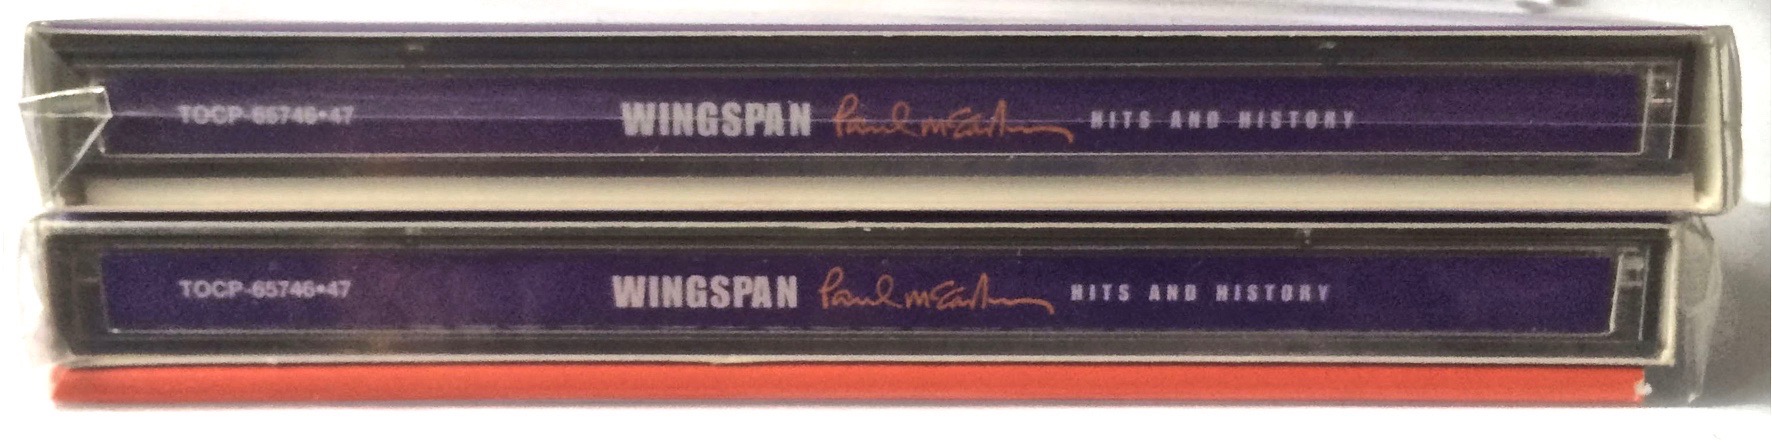 TOCP-65746•47 WINGSPAN Paul McCartney HITS AND HISTORY
TOCP-65746•47 WINGSPAN Paul McCartney HITS AND HISTORY